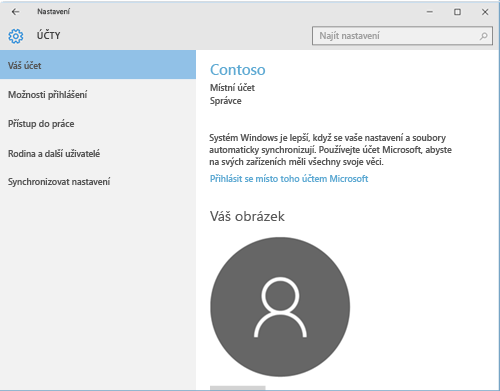 Nastavení
ÚČTY
Najít nastavení
Váš účet
Možnosti přihlášení
Přístup do práce
Rodina a další uživatelé
Synchronizovat nastavení
Contoso
Místní účet
Správce
Systém Windows je lepší, když se vaše nastavení a soubory
automaticky synchronizují. Používejte účet Microsoft, abyste
na svých zařízeních měli všechny svoje věci.
Přihlásit se místo toho účtem Microsoft
Váš obrázek